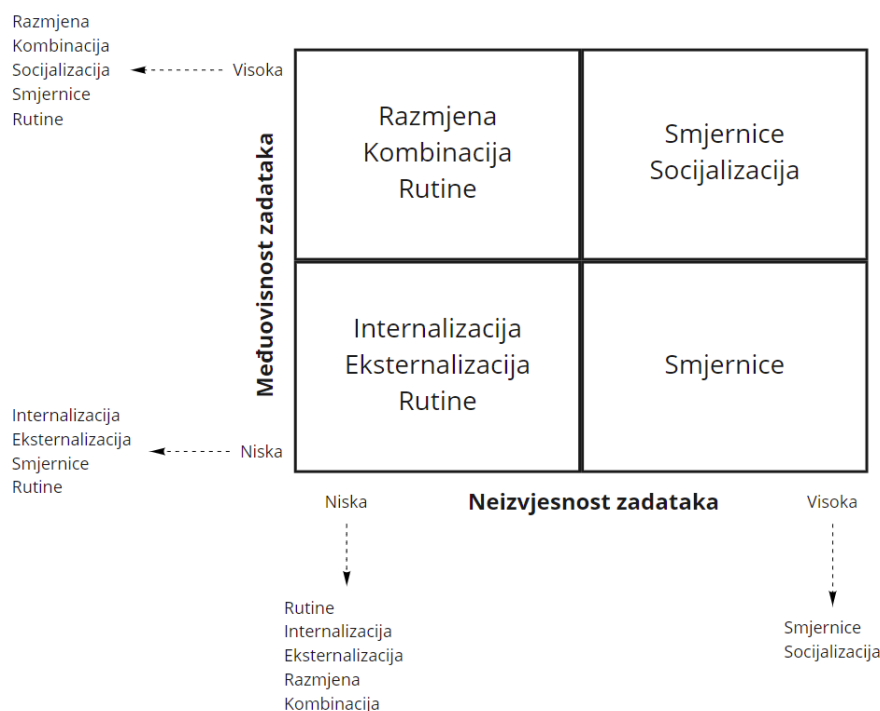 Razmjena
Kombinacija
Socijalizacija
Smjernice
Rutine
Visoka
Razmjena
Kombinacija
Rutine
Smjernice
Socijalizacija
Međuovisnost zadataka
Internalizacija
Eksternalizacija
Rutine
Smjernice
Internalizacija
Eksternalizacija
Smjernice
Rutine
Niska
Niska
Neizvjesnost zadataka
Visoka
Rutine
Internalizacija
Eksternalizacija
Razmjena
Kombinacija
Smjernice
Socijalizacija